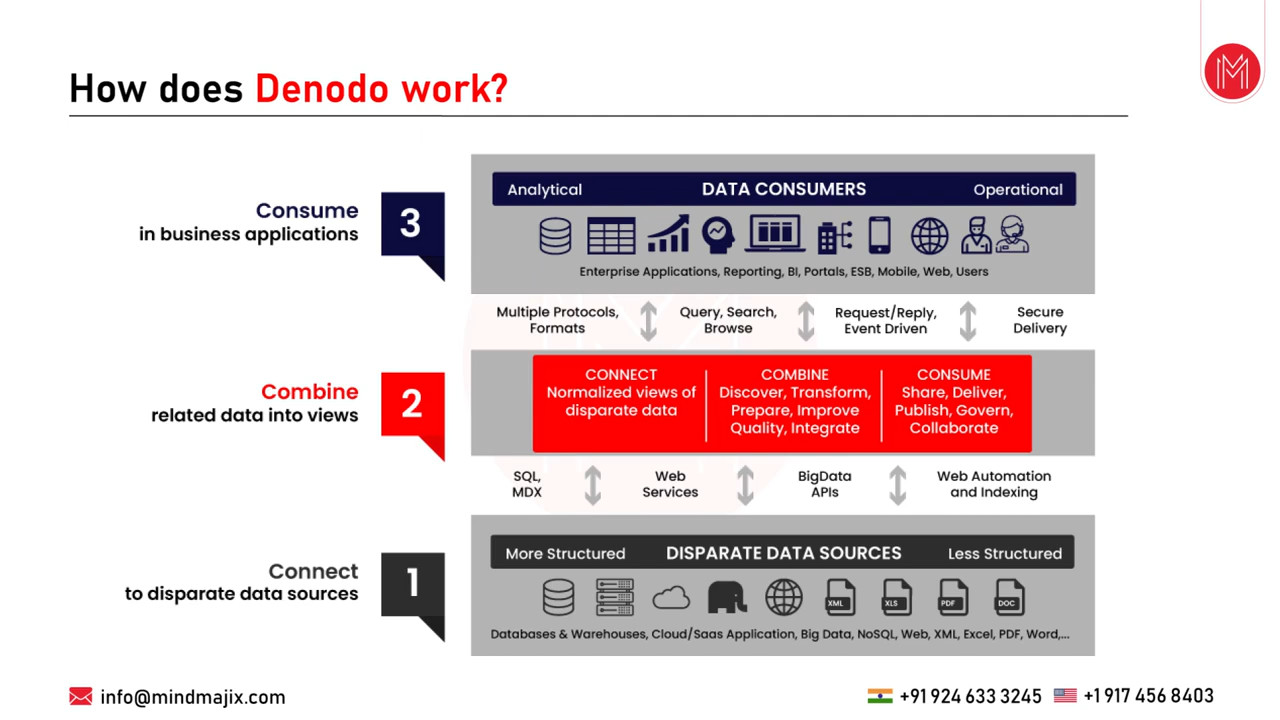 How does Denodo work?
Consume
in business applications
3
Analytical DATA CONSUMERS Operational
Enterprise Applications, Reporting, BI, Portals, ESB, Mobile, Web, Users
Multiple Protocols,
Formats
Query, Search,
Browse
Request/Reply,
Event Driven
Secure
Delivery
Combine
related data into views
2
CONNECT
Normalized views of
disparate data
COMBINE
Discover, Transform,
Prepare, Improve
Quality, Integrate
CONSUME
Share, Deliver,
Publish, Govern,
Collaborate
SQL,
MDX
Web
Services
BigData
APIs
Web Automation
and Indexing
Connect
to disparate data sources
1
More Structured DISPARATE DATA SOURCES Less Structured
XML XLS PDF DOC
Databases & Warehouses, Cloud/Saas Application, Big Data, NoSQL, Web, XML, Excel, PDF, Word,...
info@mindmajix.com
+91 924 633 3245 +1 917 456 8403